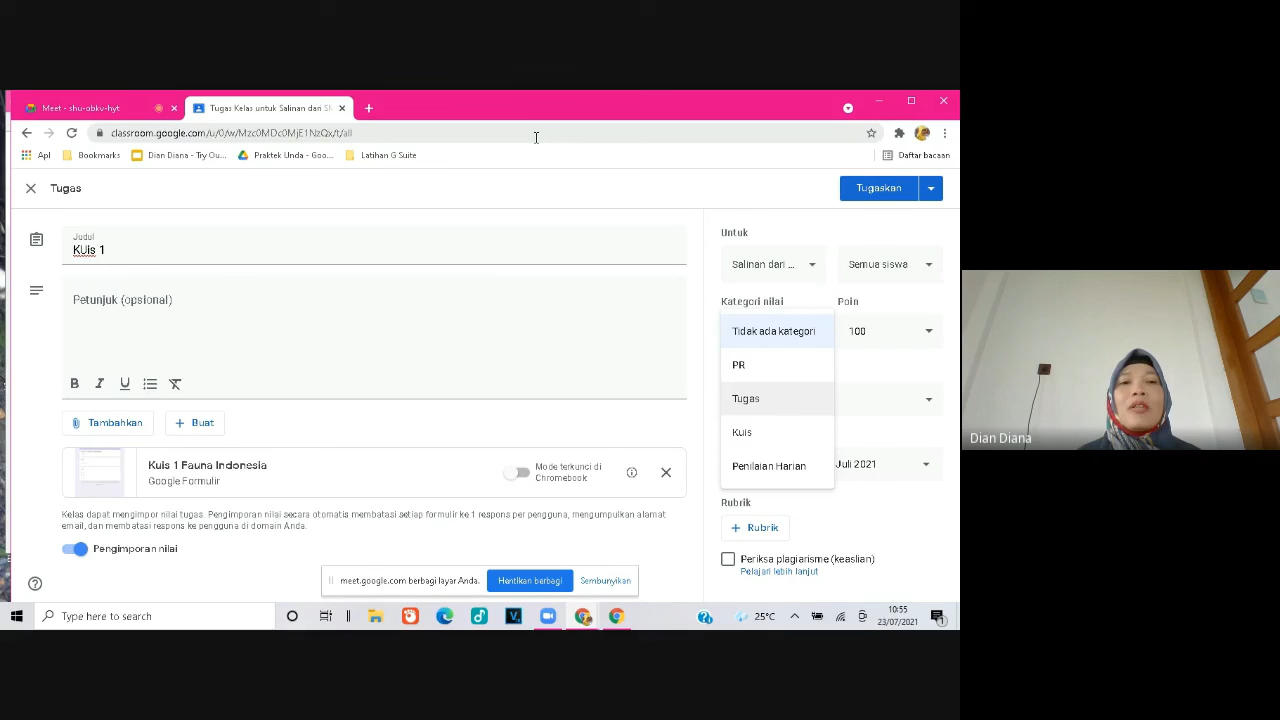 Meet - shu-obkv-hyt
Tugas Kelas untuk Salinan dari SM
classroom.google.com/u/0/w/Mzc0MDc0MjE1NzQx/t/all
Apl
Bookmarks
Dian Diana - Try Ou...
Praktek Unda - Goo...
Latihan G Suite
Daftar bacaan
Tugas
Tugaskan
Judul
KUis 1
Petunjuk (opsional)
B I U
Tambahkan
Buat
Kuis 1 Fauna Indonesia
Google Formulir
Mode terkunci di
Chromebook
Kelas dapat mengimpor nilai tugas. Pengimporan nilai secara otomatis membatasi setiap formulir ke 1 respons per pengguna, mengumpulkan alamat
email, dan membatasi respons ke pengguna di domain Anda.
Pengimporan nilai
Untuk
Salinan dari ...
Semua siswa
Kategori nilai
Poin
Tidak ada kategori
100
PR
Tugas
Kuis
Penilaian Harian
Juli 2021
Rubrik
Rubrik
Periksa plagiarisme (keaslian)
Pelajari lebih lanjut
meet.google.com berbagi layar Anda.
Hentikan berbagi
Sembunyikan
Type here to search
25°C
10:55
23/07/2021
Dian Diana